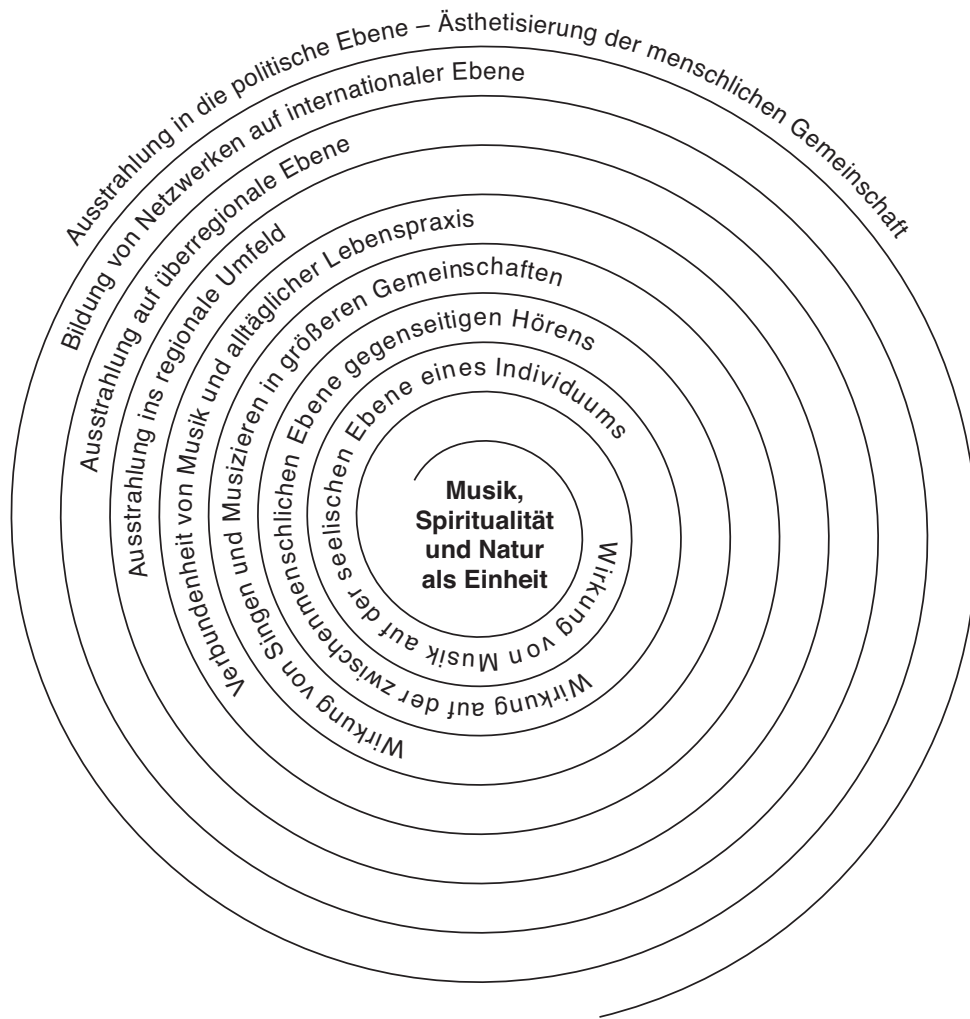 Ausstrahlung in die politische Ebene – Ästhetisierung der menschlichen Gemeinschaft
Bildung von Netzwerken auf internationaler Ebene
Ausstrahlung auf überregionale Ebene
Ausstrahlung ins regionale Umfeld
Verbundenheit von Musik und alltäglicher Lebenspraxis
Wirkung von Singen und Musizieren in größeren Gemeinschaften
Wirkung auf der zwischenmenschlichen Ebene gegenseitigen Hörens
Wirkung von Musik auf der seelischen Ebene eines Individuums
Musik,
Spiritualität
und Natur
als Einheit